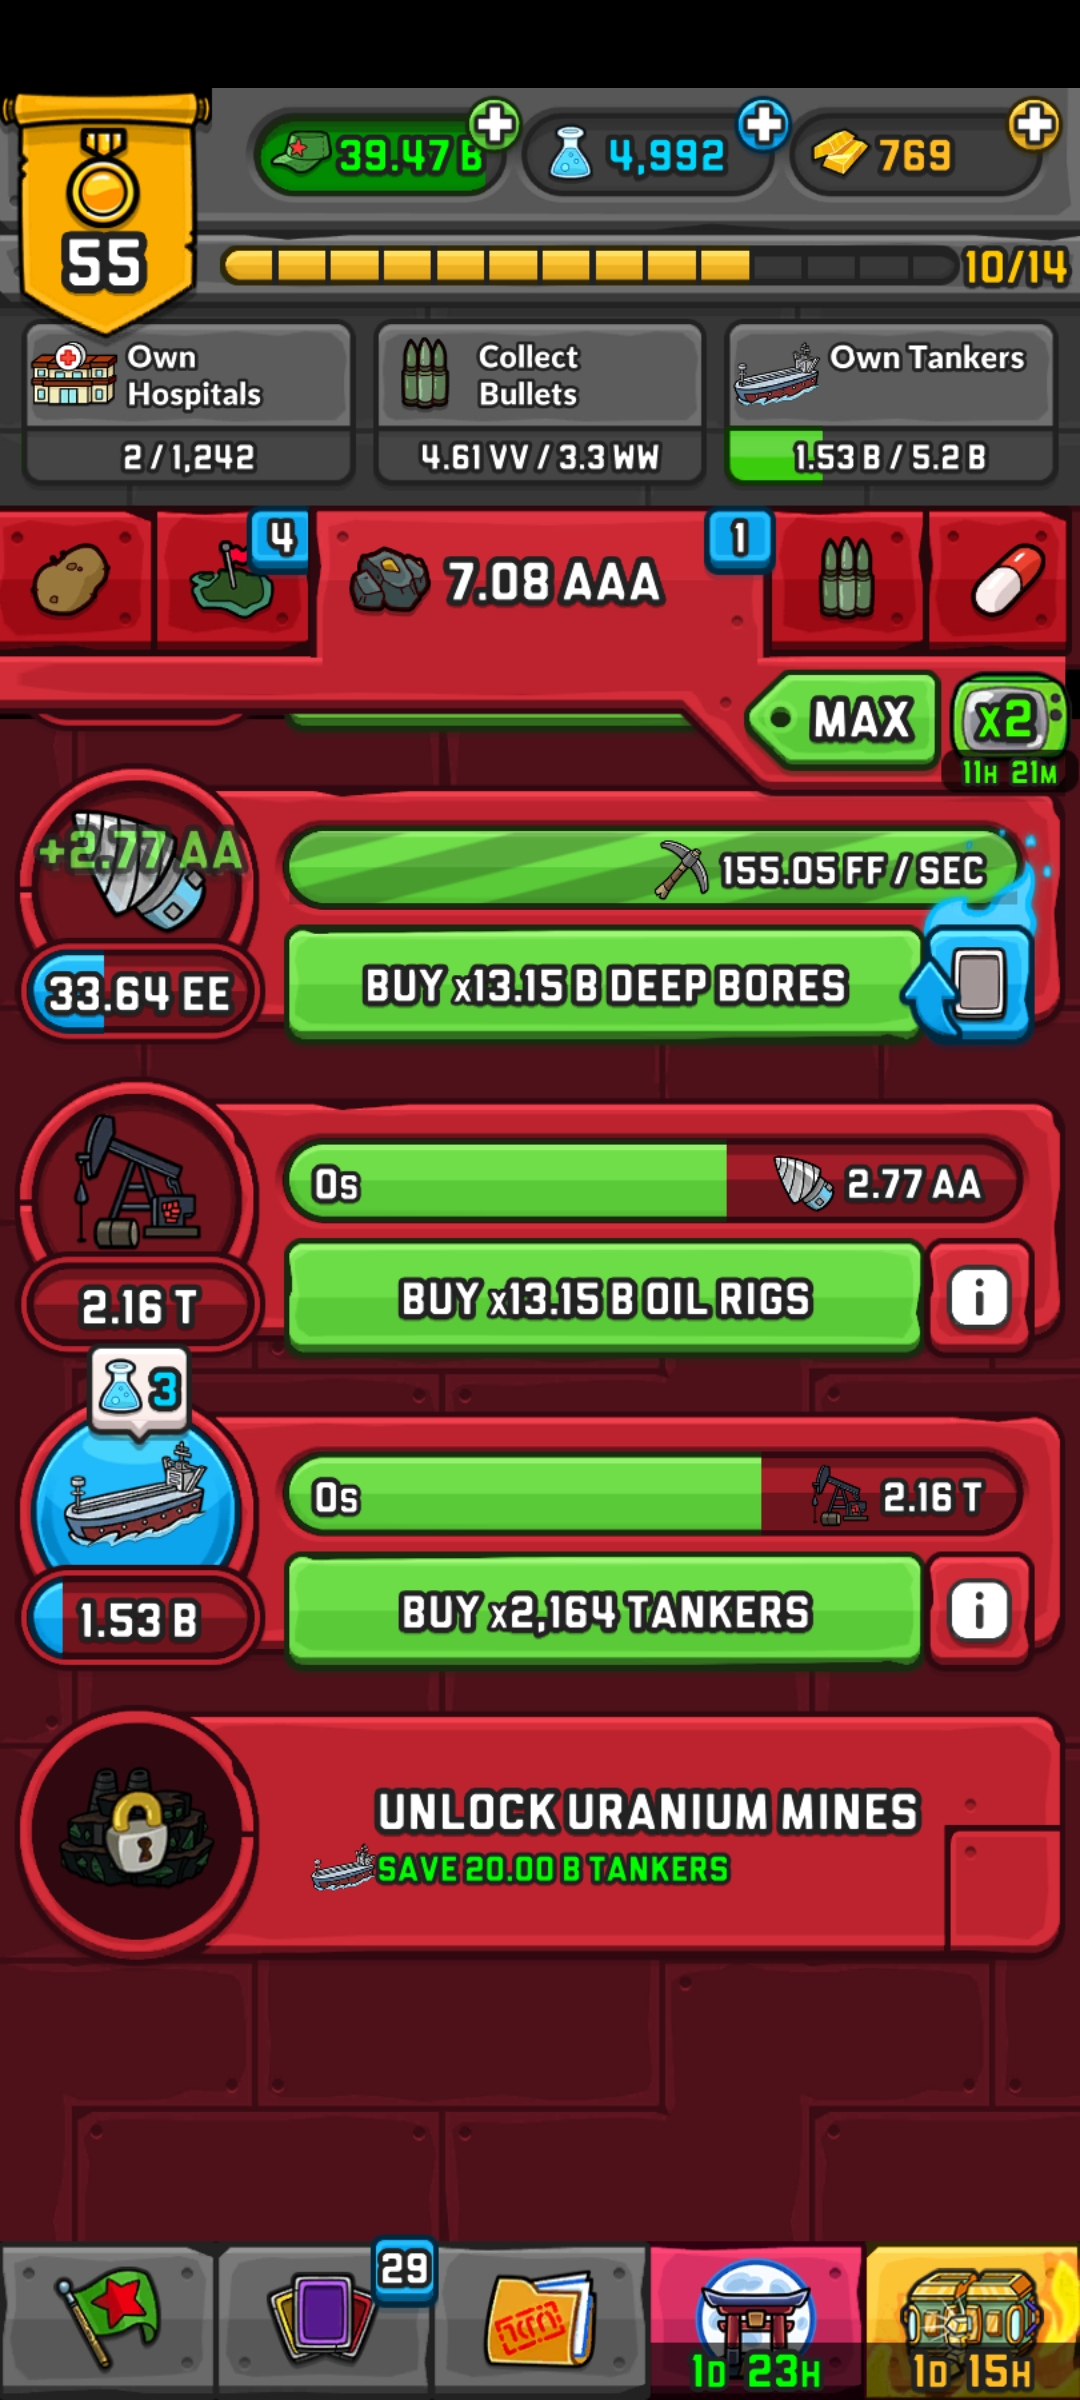 39.47 B
4,992
769
55
10/14
Own
Hospitals
2 / 1,242
Collect
Bullets
4.61 VV / 3.3 WW
Own Tankers
1.53 B / 5.2 B
4
7.08 AAA
1
MAX
x2
11H 21M
+2.77 AA
155.05 FF / SEC
33.64 EE
BUY x13.15 B DEEP BORES
0s
2.77 AA
2.16 T
BUY x13.15 B OIL RIGS
i
3
0s
2.16 T
1.53 B
BUY x2,164 TANKERS
i
UNLOCK URANIUM MINES
SAVE 20.00 B TANKERS
29
1D 23H
1D 15H